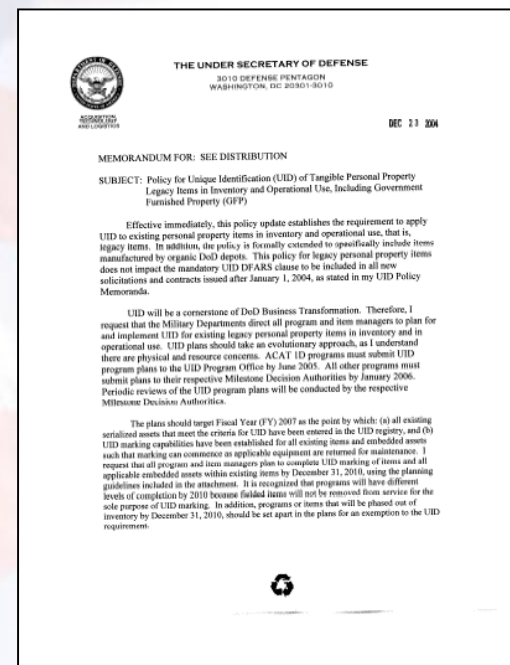 THE UNDER SECRETARY OF DEFENSE
3010 DEFENSE PENTAGON
WASHINGTON, DC 20301-3010
ACQUISITION
TECHNOLOGY
AND LOGISTICS
DEC 23 2004
MEMORANDUM FOR: SEE DISTRIBUTION
SUBJECT: Policy for Unique Identification (UID) of Tangible Personal Property
Legacy Items in Inventory and Operational Use, Including Government
Furnished Property (GFP)
Effective immediately, this policy update establishes the requirement to apply
UID to existing personal property items in inventory and operational use, that is,
legacy items. In addition, the policy is formally extended to specifically include items
manufactured by organic DoD depots. This policy for legacy personal property items
does not impact the mandatory UID DFARS clause to be included in all new
solicitations and contracts issued after January 1, 2004, as stated in my UID Policy
Memoranda.
UID will be a cornerstone of DoD Business Transformation. Therefore, I
request that the Military Departments direct all program and item managers to plan for
and implement UID for existing legacy personal property items in inventory and in
operational use. UID plans should take an evolutionary approach, as I understand
there are physical and resource concerns. ACAT ID programs must submit UID
program plans to the UID Program Office by June 2005. All other programs must
submit plans to their respective Milestone Decision Authorities by January 2006.
Periodic reviews of the UID program plans will be conducted by the respective
Milestone Decision Authorities.
The plans should target Fiscal Year (FY) 2007 as the point by which: (a) all existing
serialized assets that meet the criteria for UID have been entered in the UID registry, and (b)
UID marking capabilities have been established for all existing items and embedded assets
such that marking can commence as applicable equipment are returned for maintenance. I
request that all program and item managers plan to complete UID marking of items and all
applicable embedded assets within existing items by December 31, 2010, using the planning
guidelines included in the attachment. It is recognized that programs will have different
levels of completion by 2010 because fielded items will not be removed from service for the
sole purpose of UID marking. In addition, programs or items that will be phased out of
inventory by December 31, 2010, should be set apart in the plans for an exemption to the UID
requirement.